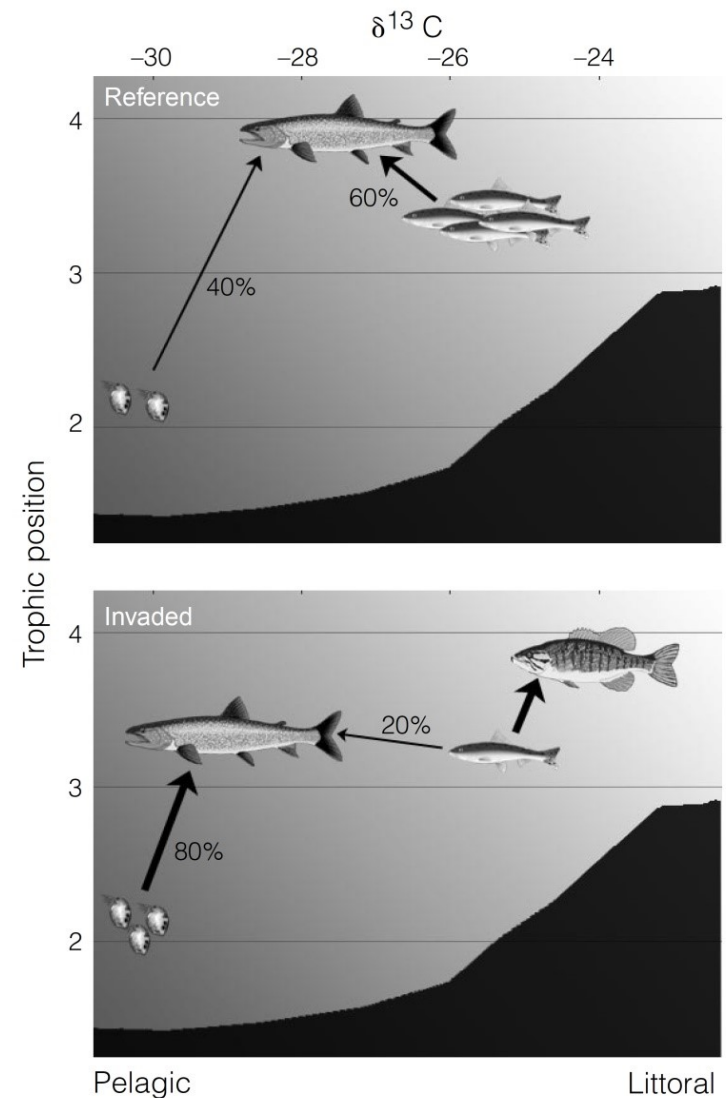 δ13 C
–30 –28 –26 –24
Reference
4
60%
3
40%
2
Trophic position
Invaded
4
20%
3
80%
2
Pelagic Littoral